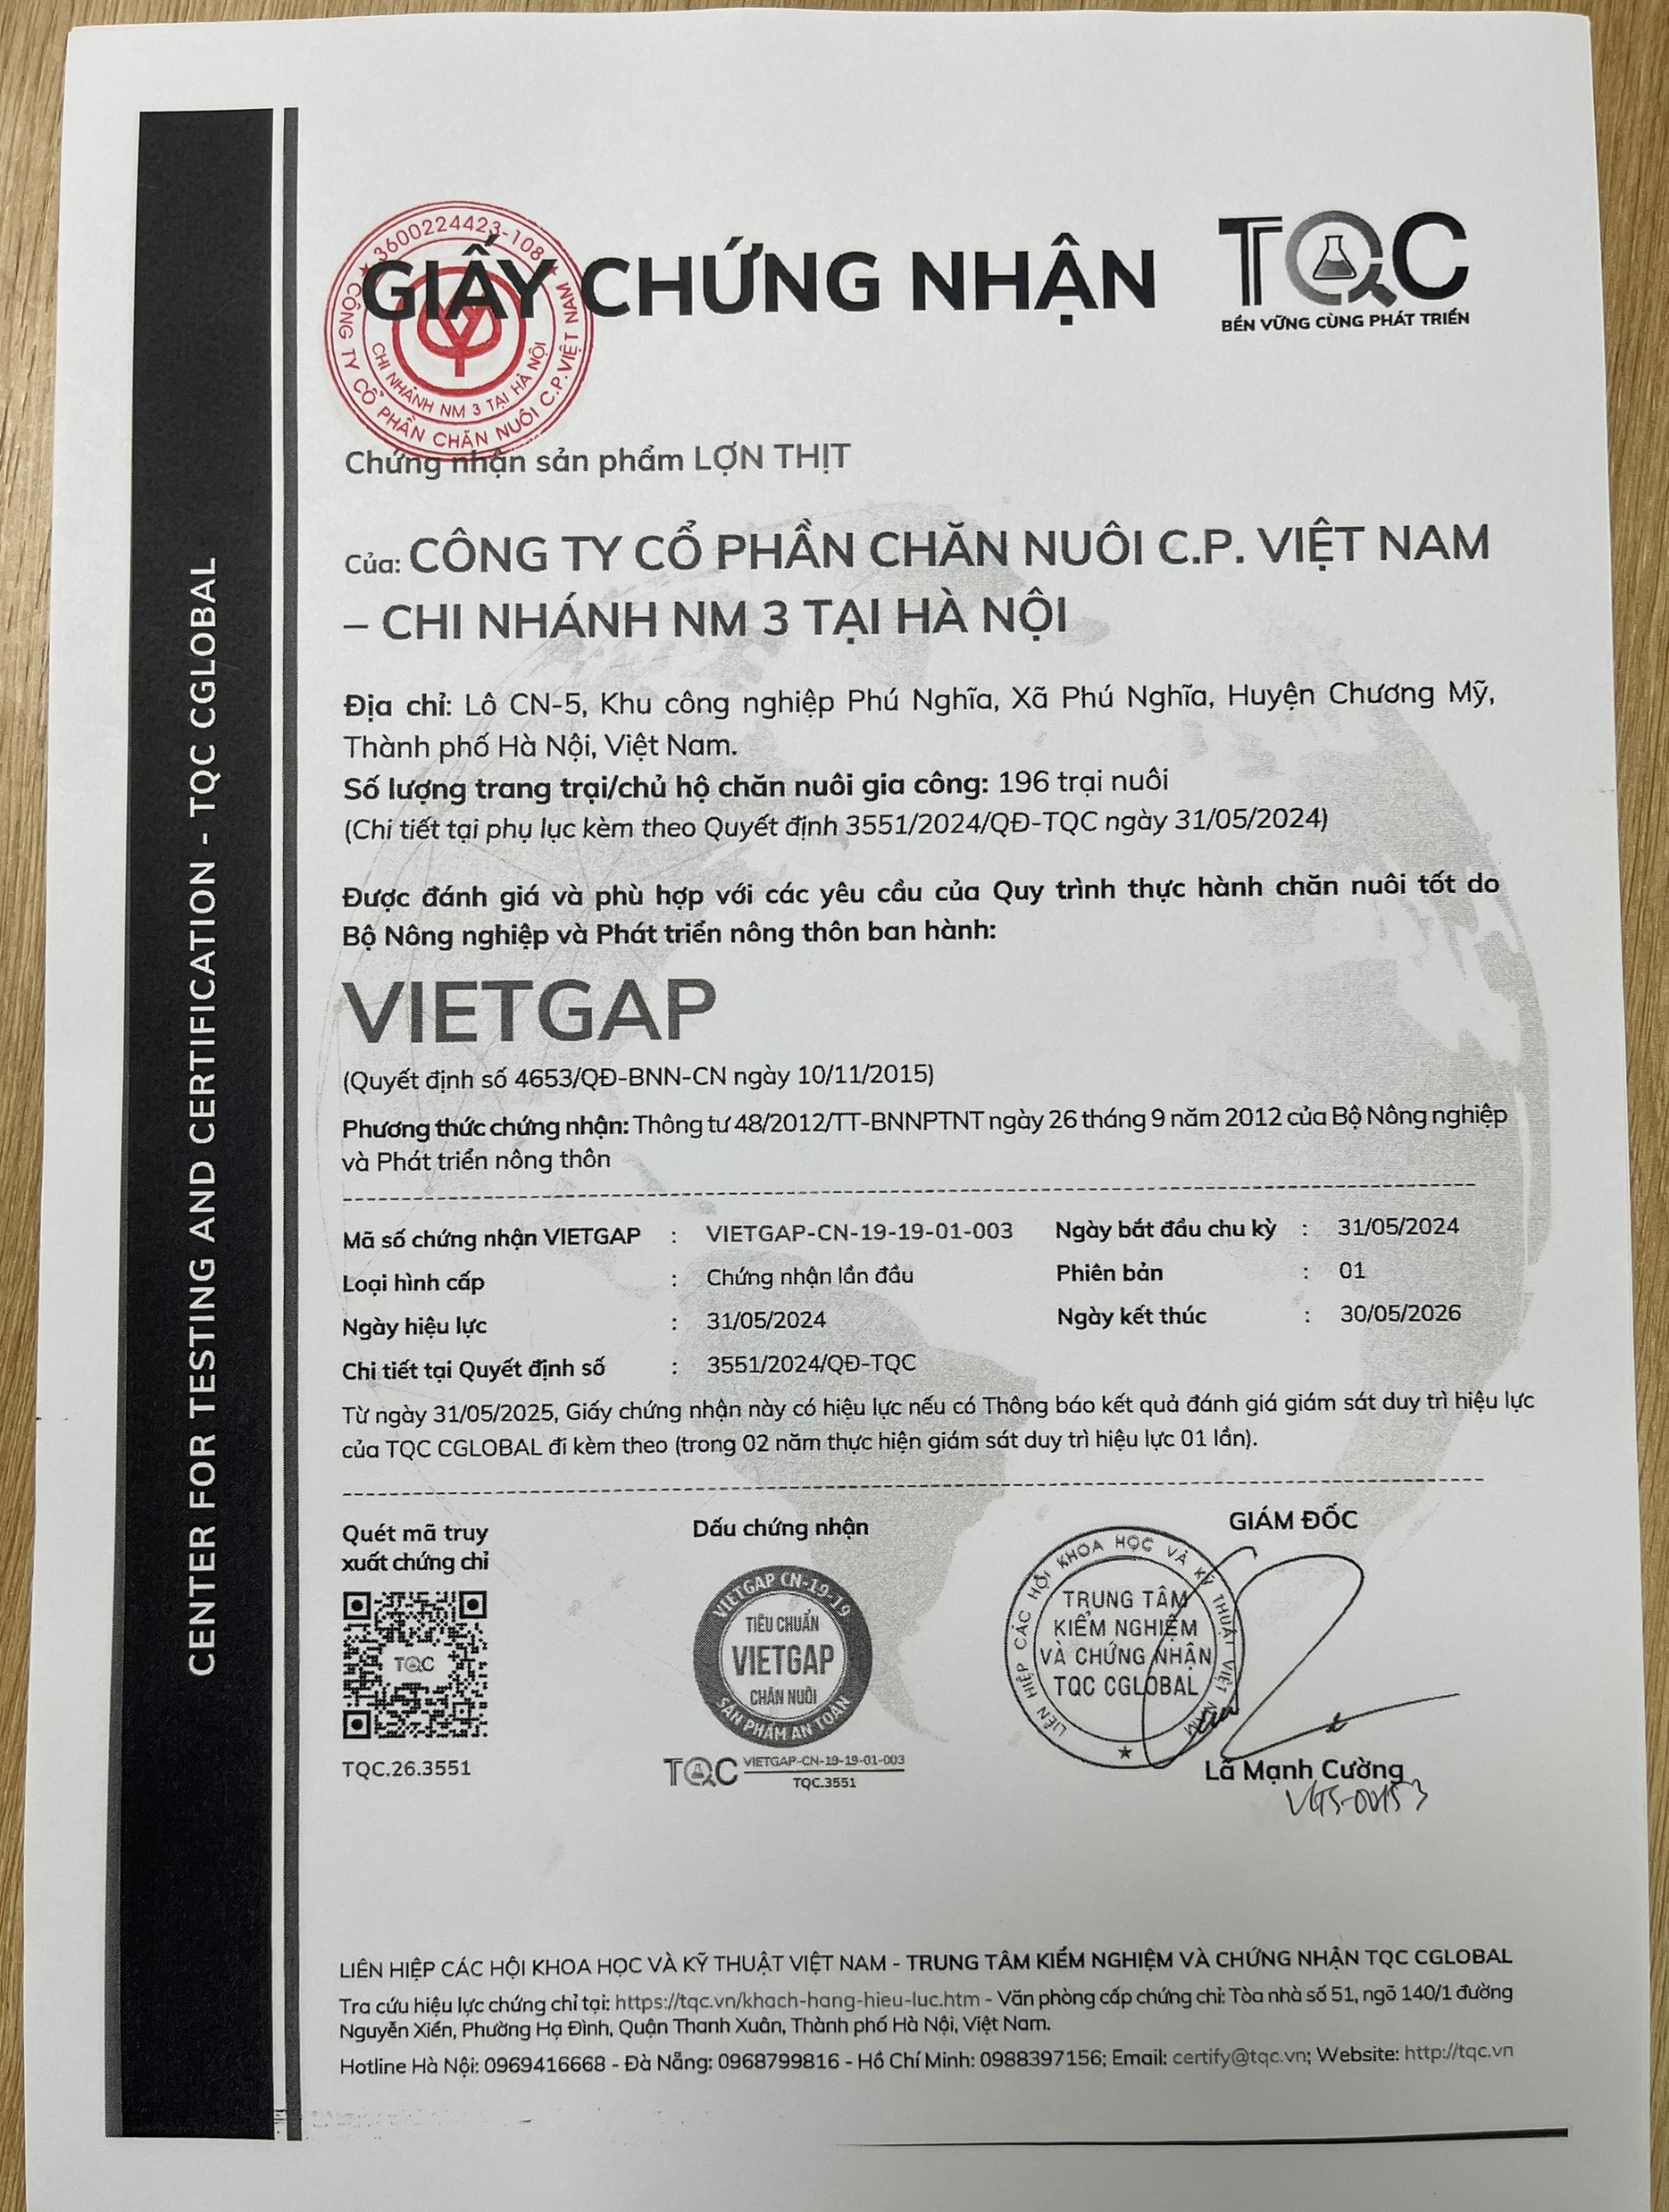 3600224423-108
CÔNG TY CỔ PHẦN CHĂN NUÔI C.P. VIỆT NAM
CHI NHÁNH NM 3 TẠI HÀ NỘI
GIẤY CHỨNG NHẬN
TQC
BỀN VỮNG CÙNG PHÁT TRIỂN
CENTER FOR TESTING AND CERTIFICATION - TQC CGLOBAL
Chứng nhận sản phẩm LỢN THỊT
Của: CÔNG TY CỔ PHẦN CHĂN NUÔI C.P. VIỆT NAM
– CHI NHÁNH NM 3 TẠI HÀ NỘI
Địa chỉ: Lô CN-5, Khu công nghiệp Phú Nghĩa, Xã Phú Nghĩa, Huyện Chương Mỹ,
Thành phố Hà Nội, Việt Nam.
Số lượng trang trại/chủ hộ chăn nuôi gia công: 196 trại nuôi
(Chi tiết tại phụ lục kèm theo Quyết định 3551/2024/QĐ-TQC ngày 31/05/2024)
Được đánh giá và phù hợp với các yêu cầu của Quy trình thực hành chăn nuôi tốt do
Bộ Nông nghiệp và Phát triển nông thôn ban hành:
VIETGAP
(Quyết định số 4653/QĐ-BNN-CN ngày 10/11/2015)
Phương thức chứng nhận: Thông tư 48/2012/TT-BNNPTNT ngày 26 tháng 9 năm 2012 của Bộ Nông nghiệp
và Phát triển nông thôn
Mã số chứng nhận VIETGAP : VIETGAP-CN-19-19-01-003 Ngày bắt đầu chu kỳ : 31/05/2024
Loại hình cấp : Chứng nhận lần đầu Phiên bản : 01
Ngày hiệu lực : 31/05/2024 Ngày kết thúc : 30/05/2026
Chi tiết tại Quyết định số : 3551/2024/QĐ-TQC
Từ ngày 31/05/2025, Giấy chứng nhận này có hiệu lực nếu có Thông báo kết quả đánh giá giám sát duy trì hiệu lực
của TQC CGLOBAL đi kèm theo (trong 02 năm thực hiện giám sát duy trì hiệu lực 01 lần).
Quét mã truy
xuất chứng chỉ
TQC
TQC.26.3551
Dấu chứng nhận
VIETGAP CN-19-19
TIÊU CHUẨN
VIETGAP
CHĂN NUÔI
SẢN PHẨM AN TOÀN
TQC VIETGAP-CN-19-19-01-003
TQC.3551
GIÁM ĐỐC
LIÊN HIỆP CÁC HỘI KHOA HỌC VÀ KỸ THUẬT VIỆT NAM
TRUNG TÂM
KIỂM NGHIỆM
VÀ CHỨNG NHẬN
TQC CGLOBAL
Lã Mạnh Cường
LIÊN HIỆP CÁC HỘI KHOA HỌC VÀ KỸ THUẬT VIỆT NAM - TRUNG TÂM KIỂM NGHIỆM VÀ CHỨNG NHẬN TQC CGLOBAL
Tra cứu hiệu lực chứng chỉ tại: https://tqc.vn/khach-hang-hieu-luc.htm - Văn phòng cấp chứng chỉ: Tòa nhà số 51, ngõ 140/1 đường
Nguyễn Xiển, Phường Hạ Đình, Quận Thanh Xuân, Thành phố Hà Nội, Việt Nam.
Hotline Hà Nội: 0969416668 - Đà Nẵng: 0968799816 - Hồ Chí Minh: 0988397156; Email: certify@tqc.vn; Website: http://tqc.vn